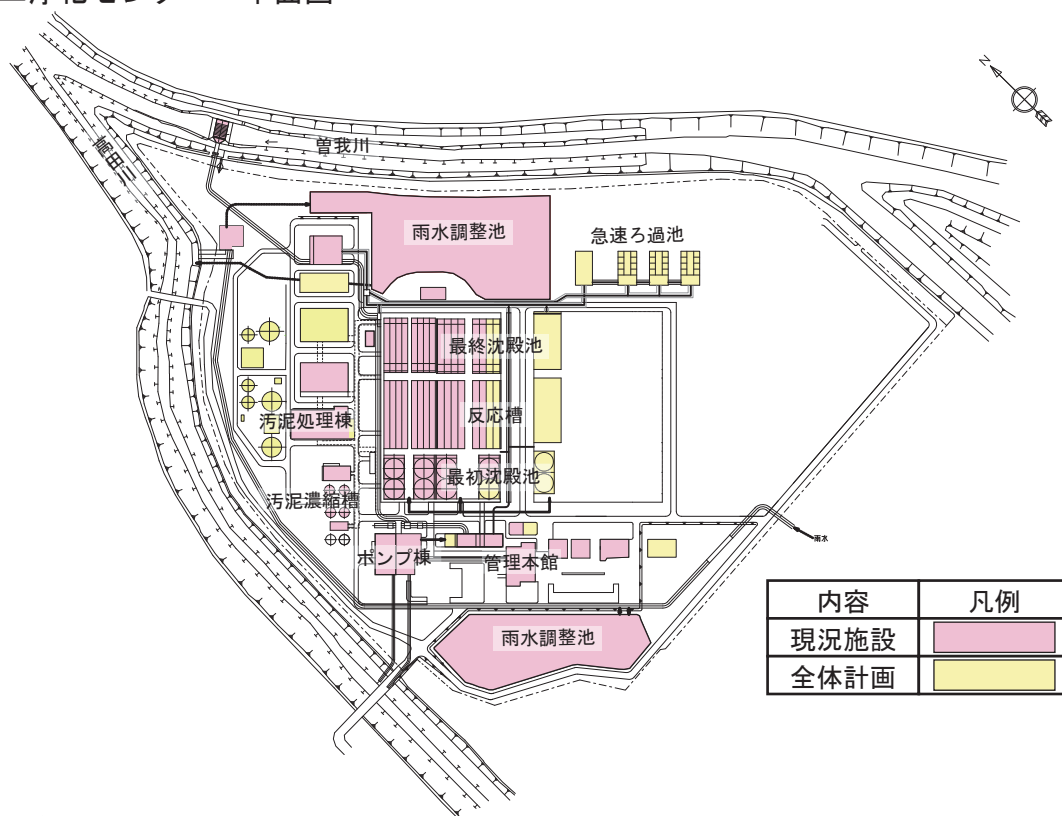 浄化センター 平面図
N
葛田川
← 曽我川
雨水調整池
急速ろ過池
最終沈殿池
反応槽
汚泥処理棟
最初沈殿池
汚泥濃縮槽
雨水
ポンプ棟
管理本館
雨水調整池
内容 凡例
現況施設
全体計画